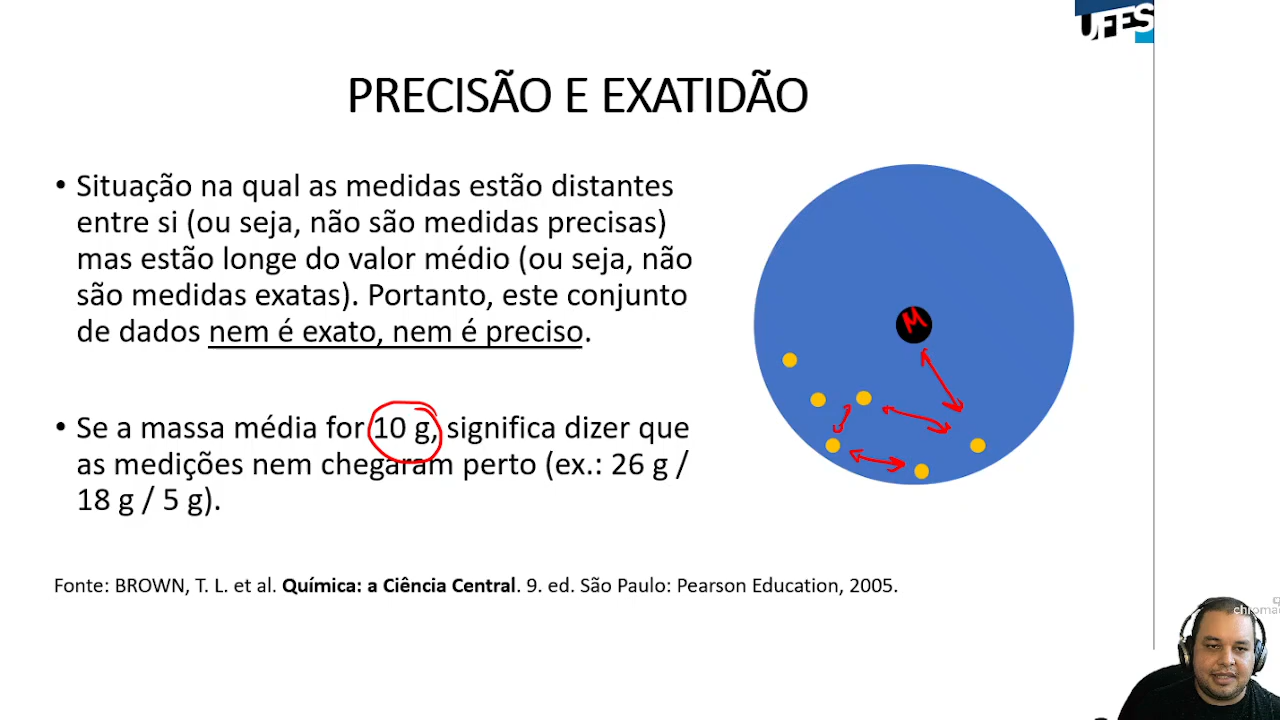 UFES
PRECISÃO E EXATIDÃO
• Situação na qual as medidas estão distantes
entre si (ou seja, não são medidas precisas)
mas estão longe do valor médio (ou seja, não
são medidas exatas). Portanto, este conjunto
de dados nem é exato, nem é preciso.
M
• Se a massa média for 10 g, significa dizer que
as medições nem chegaram perto (ex.: 26 g /
18 g / 5 g).
Fonte: BROWN, T. L. et al. Química: a Ciência Central. 9. ed. São Paulo: Pearson Education, 2005.